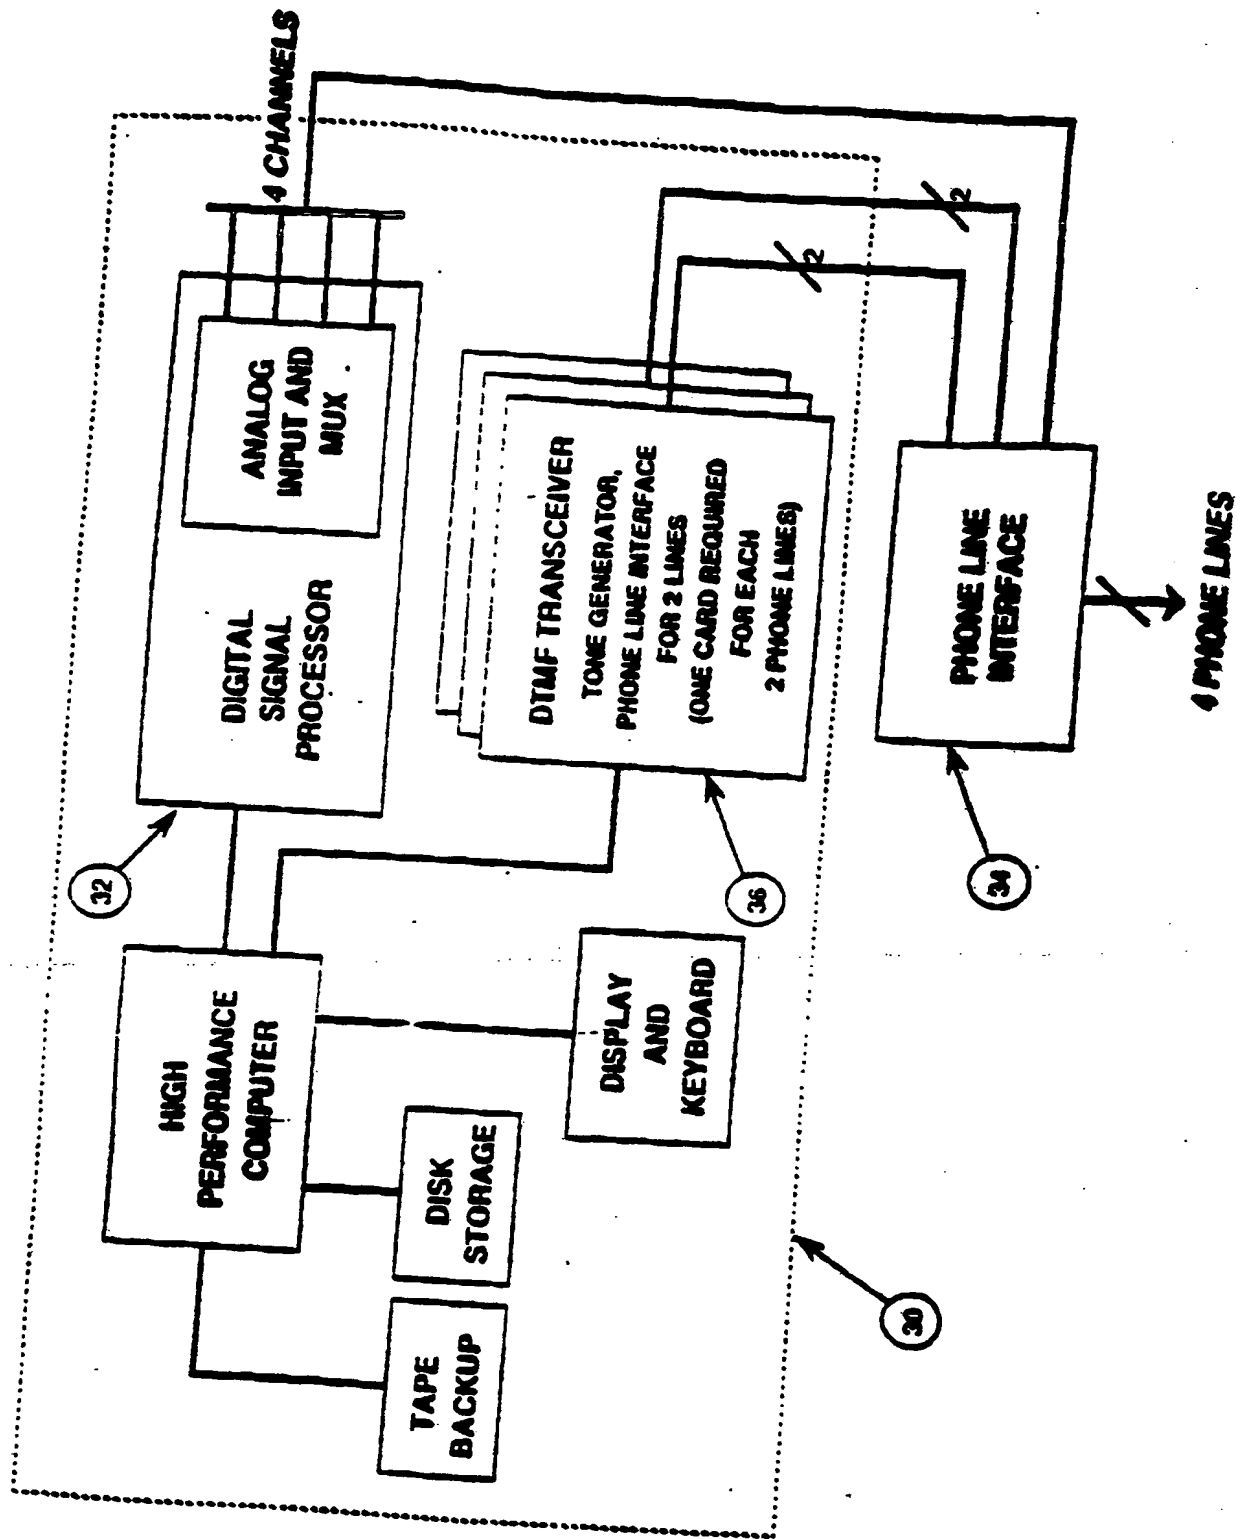 HIGH
PERFORMANCE
COMPUTER
TAPE
BACKUP
DISK
STORAGE
DISPLAY
AND
KEYBOARD
32
DIGITAL
SIGNAL
PROCESSOR
ANALOG
INPUT AND
MUX
4 CHANNELS
DTMF TRANSCEIVER
TONE GENERATOR,
PHONE LINE INTERFACE
FOR 2 LINES
(ONE CARD REQUIRED
FOR EACH
2 PHONE LINES)
36
2
2
30
34
PHONE LINE
INTERFACE
4 PHONE LINES